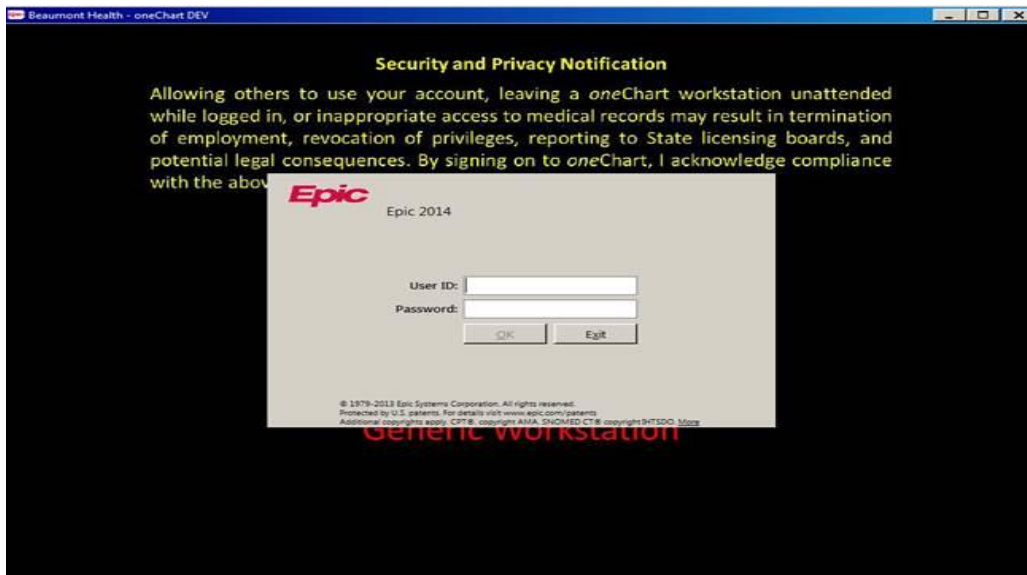 Beaumont Health - oneChart DEV
Security and Privacy Notification
Allowing others to use your account, leaving a oneChart workstation unattended
while logged in, or inappropriate access to medical records may result in termination
of employment, revocation of privileges, reporting to State licensing boards, and
potential legal consequences. By signing on to oneChart, I acknowledge compliance
with the abov
Epic
Epic 2014
User ID:
Password:
OK Exit
© 1979-2013 Epic Systems Corporation. All rights reserved.
Protected by U.S. patents. For details visit www.epic.com/patents
Additional copyrights apply. CPT®, copyright AMA. SNOMED CT® copyright IHTSDO. More
Generic Workstation